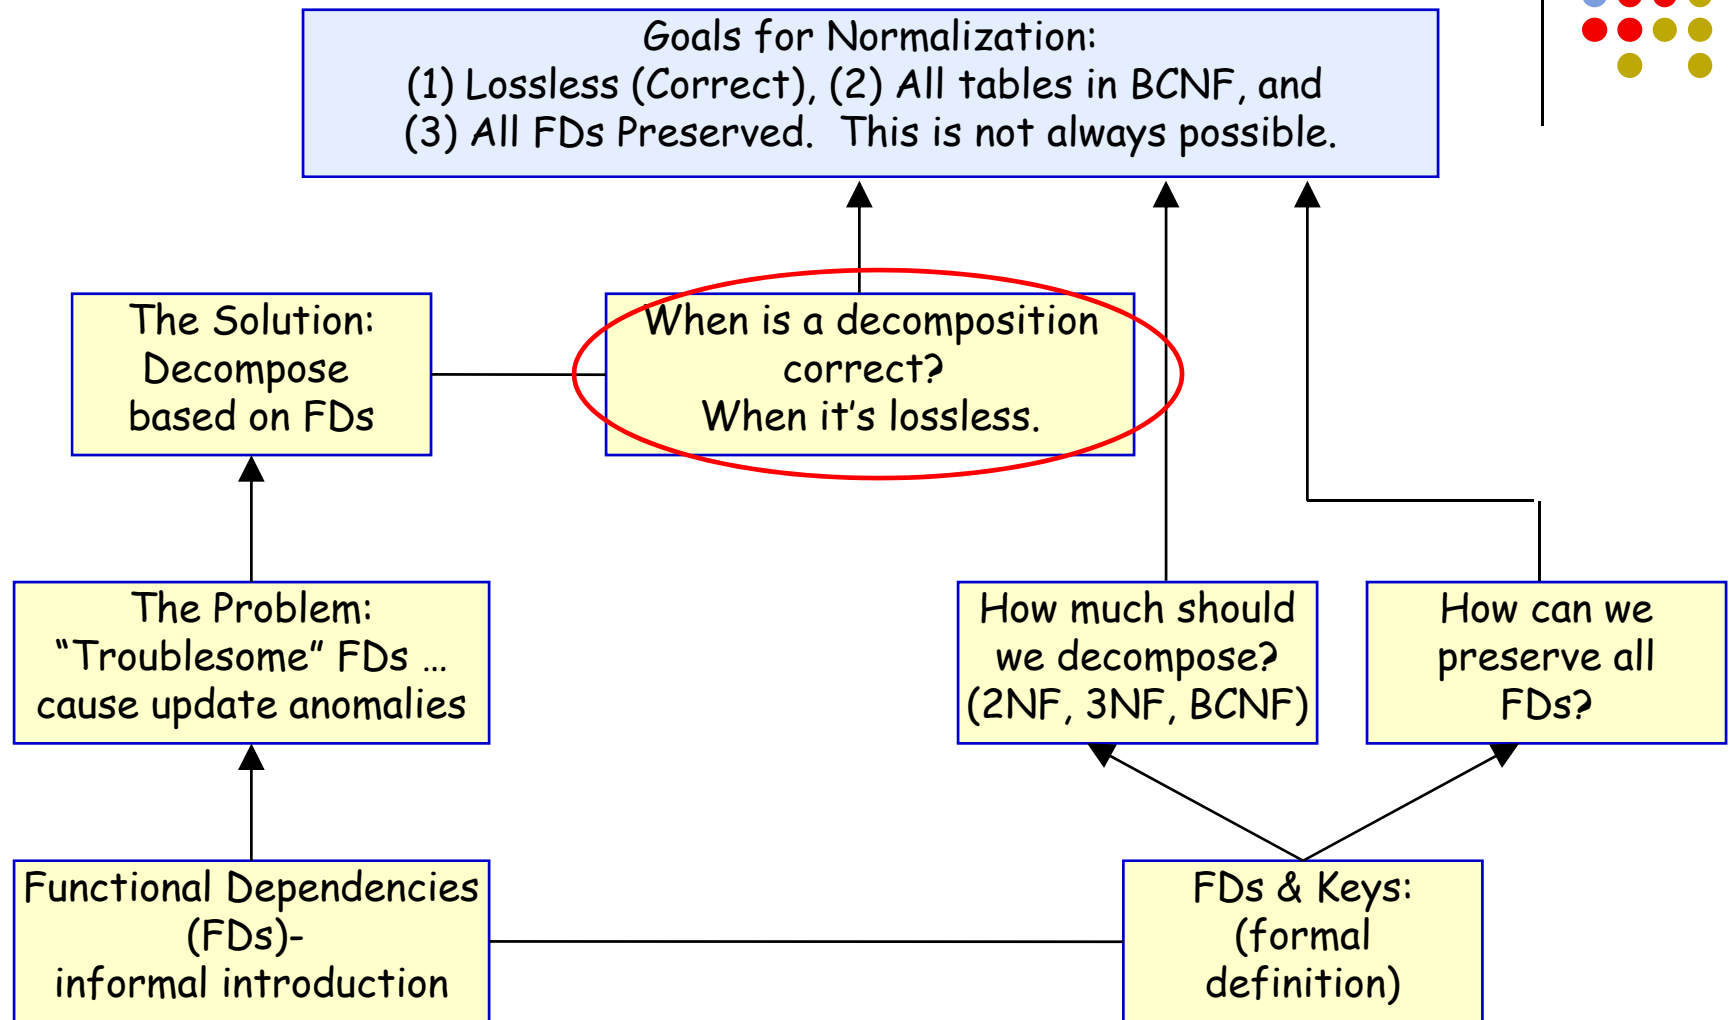 Goals for Normalization:
(1) Lossless (Correct), (2) All tables in BCNF, and
(3) All FDs Preserved.  This is not always possible.
The Solution:
Decompose
based on FDs
When is a decomposition
correct?
When it’s lossless.
The Problem:
“Troublesome” FDs …
cause update anomalies
How much should
we decompose?
(2NF, 3NF, BCNF)
How can we
preserve all
FDs?
Functional Dependencies
(FDs)-
informal introduction
FDs & Keys:
(formal
definition)